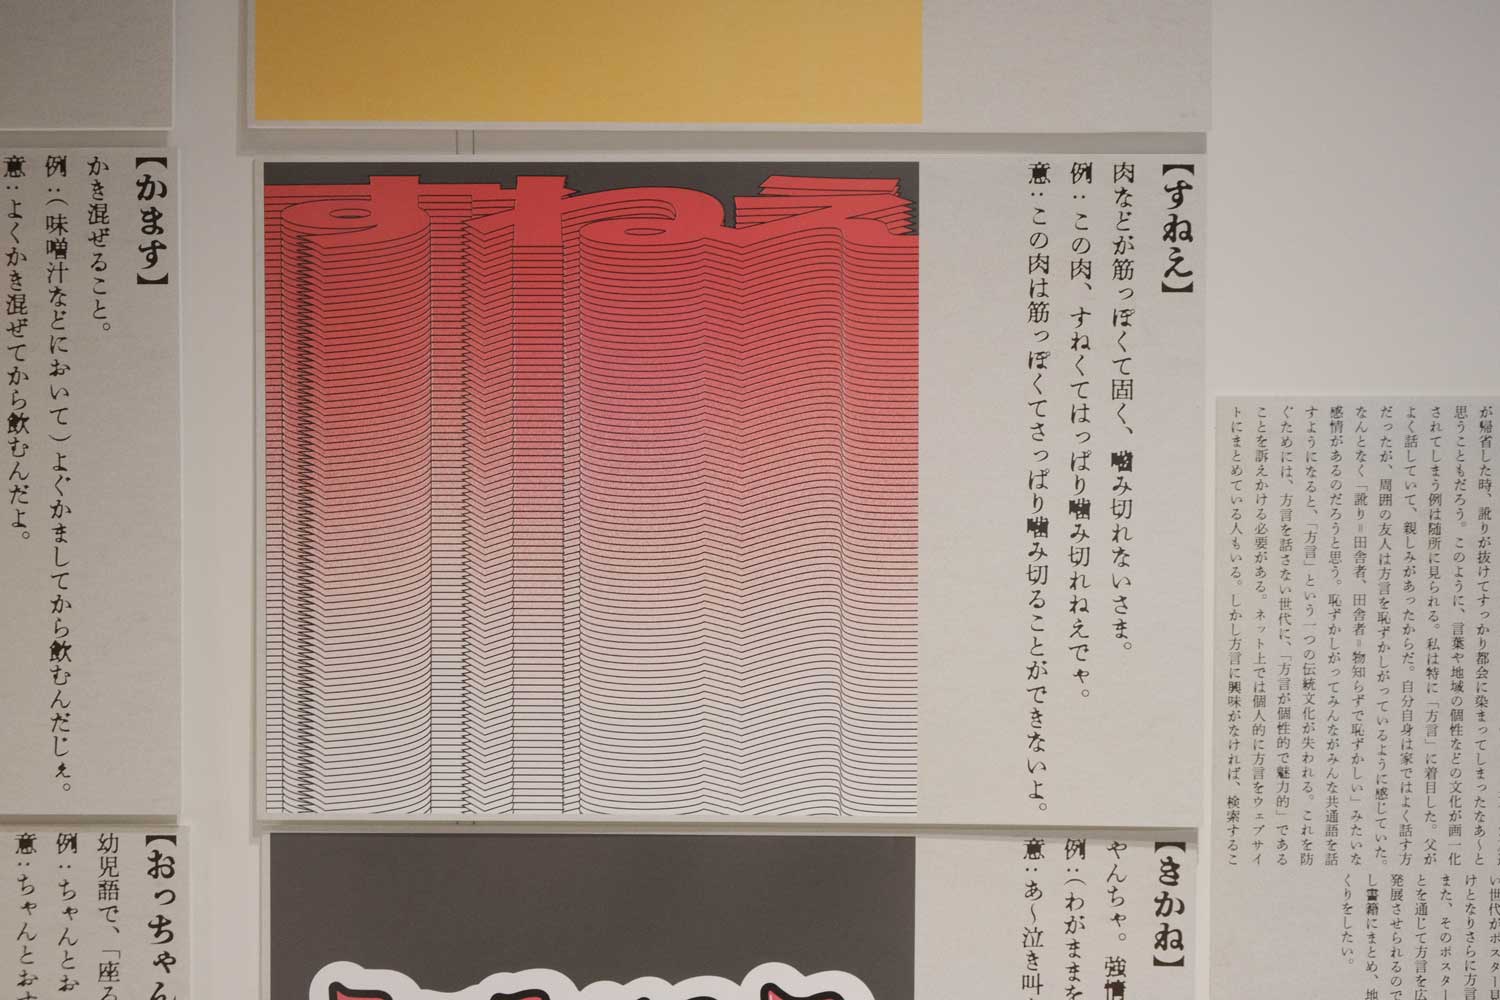 【すねえ】
肉などが筋っぽくて固く、噛み切れないさま。
例：この肉、すねくてはっぱり噛み切れねえでゃ。
意：この肉は筋っぽくてさっぱり噛み切ることができないよ。
すねえ
【かます】
かき混ぜること。
例：（味噌汁などにおいて）よぐかましてから飲むんだじぇ。
意：よくかき混ぜてから飲むんだよ。
【きかね】
やんちゃ。強情
例：（わがままを
意：あ～泣き叫
【おっちゃん
幼児語で、「座る
例：ちゃんとお
意：ちゃんとおす
が帰省した時、訛りが抜けてすっかり都会に染まってしまったなあ～と
思うこともだろう。このように、言葉や地域の個性などの文化が画一化
されてしまう例は随所に見られる。私は特に「方言」に着目した。父が
よく話していて、親しみがあったからだ。自分自身は家ではよく話す方
だったが、周囲の友人は方言を恥ずかしがっているように感じていた。
なんとなく「訛り=田舎者、田舎者=物知らずで恥ずかしい」みたいな
感情があるのだろうと思う。恥ずかしがってみんながみんな共通語を話
すようになると、「方言」という一つの伝統文化が失われる。これを防
ぐためには、方言を話さない世代に、「方言が個性的で魅力的」である
ことを訴えかける必要がある。ネット上では個人的に方言をウェブサイ
トにまとめている人もいる。しかし方言に興味がなければ、検索するこ
い世代がポスター見
けとなりさらに方言
また、そのポスター
とを通じて方言を広
発展させられるので
し書籍にまとめ、地
くりをしたい。